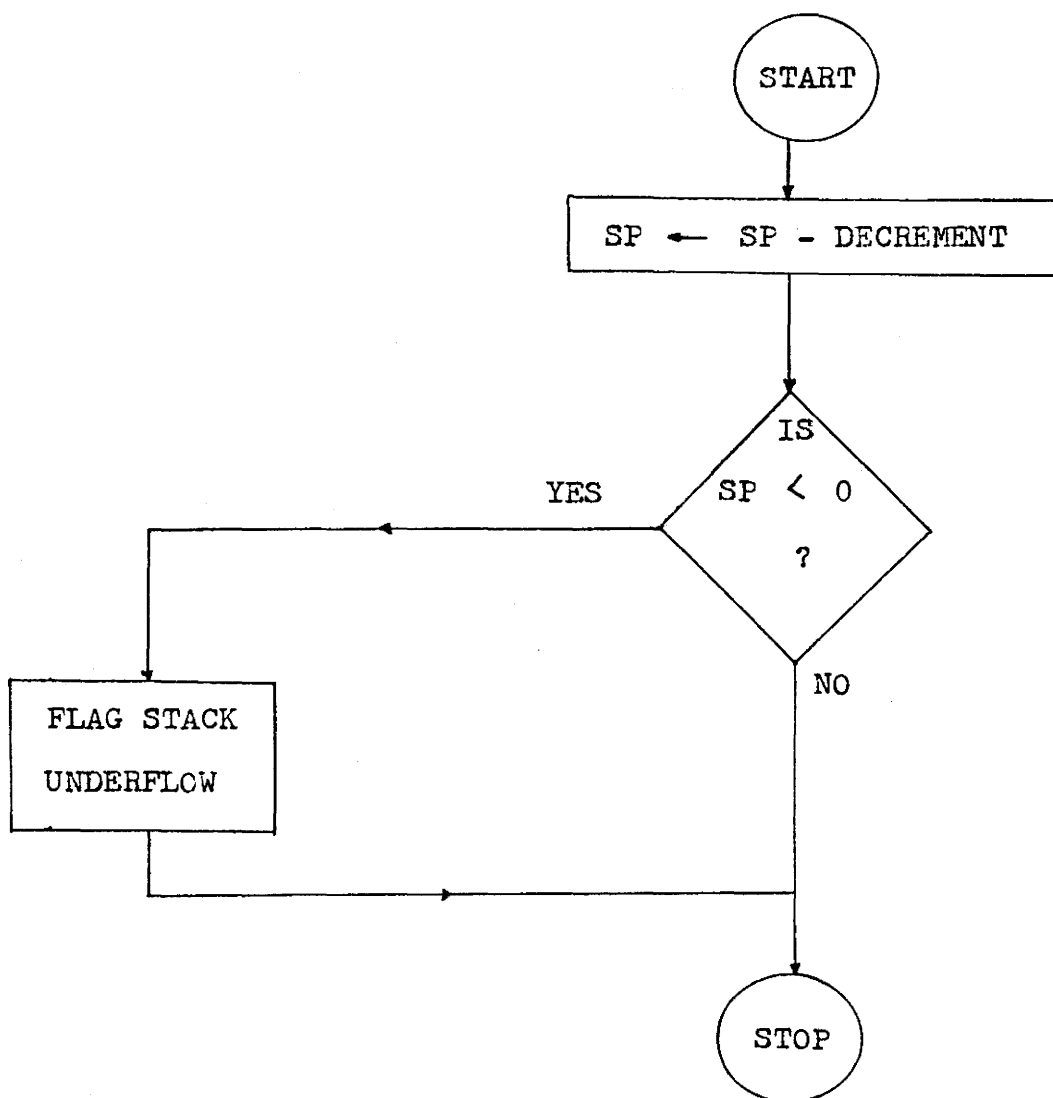 START
SP ← SP - DECREMENT
IS
SP < 0
?
YES
NO
FLAG STACK
UNDERFLOW
STOP